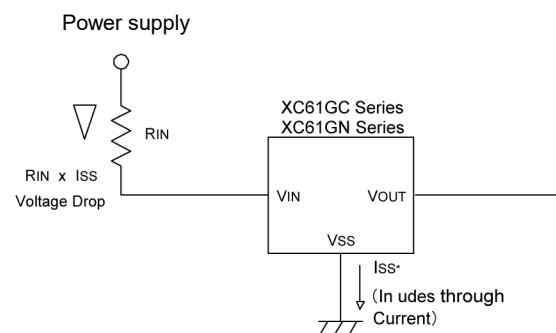 Power supply
XC61GC Series
XC61GN Series
RIN
RIN x ISS
Voltage Drop
VIN
VOUT
VSS
ISS*
(In udes through
Current)